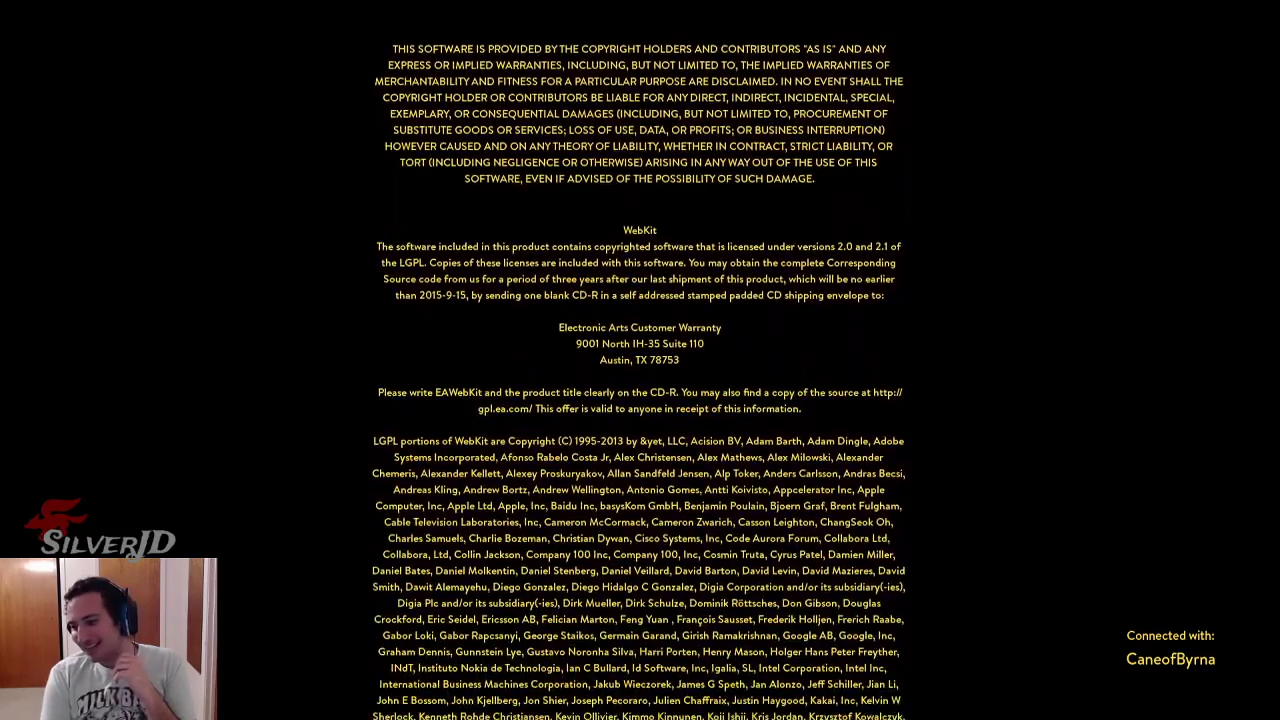 THIS SOFTWARE IS PROVIDED BY THE COPYRIGHT HOLDERS AND CONTRIBUTORS "AS IS" AND ANY
EXPRESS OR IMPLIED WARRANTIES, INCLUDING, BUT NOT LIMITED TO, THE IMPLIED WARRANTIES OF
MERCHANTABILITY AND FITNESS FOR A PARTICULAR PURPOSE ARE DISCLAIMED. IN NO EVENT SHALL THE
COPYRIGHT HOLDER OR CONTRIBUTORS BE LIABLE FOR ANY DIRECT, INDIRECT, INCIDENTAL, SPECIAL,
EXEMPLARY, OR CONSEQUENTIAL DAMAGES (INCLUDING, BUT NOT LIMITED TO, PROCUREMENT OF
SUBSTITUTE GOODS OR SERVICES; LOSS OF USE, DATA, OR PROFITS; OR BUSINESS INTERRUPTION)
HOWEVER CAUSED AND ON ANY THEORY OF LIABILITY, WHETHER IN CONTRACT, STRICT LIABILITY, OR
TORT (INCLUDING NEGLIGENCE OR OTHERWISE) ARISING IN ANY WAY OUT OF THE USE OF THIS
SOFTWARE, EVEN IF ADVISED OF THE POSSIBILITY OF SUCH DAMAGE.
WebKit
The software included in this product contains copyrighted software that is licensed under versions 2.0 and 2.1 of
the LGPL. Copies of these licenses are included with this software. You may obtain the complete Corresponding
Source code from us for a period of three years after our last shipment of this product, which will be no earlier
than 2015-9-15, by sending one blank CD-R in a self addressed stamped padded CD shipping envelope to:
Electronic Arts Customer Warranty
9001 North IH-35 Suite 110
Austin, TX 78753
Please write EAWebKit and the product title clearly on the CD-R. You may also find a copy of the source at http://
gpl.ea.com/ This offer is valid to anyone in receipt of this information.
LGPL portions of WebKit are Copyright (C) 1995-2013 by &yet, LLC, Acision BV, Adam Barth, Adam Dingle, Adobe
Systems Incorporated, Afonso Rabelo Costa Jr, Alex Christensen, Alex Mathews, Alex Milowski, Alexander
Chemeris, Alexander Kellett, Alexey Proskuryakov, Allan Sandfeld Jensen, Alp Toker, Anders Carlsson, Andras Becsi,
Andreas Kling, Andrew Bortz, Andrew Wellington, Antonio Gomes, Antti Koivisto, Appcelerator Inc, Apple
Computer, Inc, Apple Ltd, Apple, Inc, Baidu Inc, basysKom GmbH, Benjamin Poulain, Bjoern Graf, Brent Fulgham,
Cable Television Laboratories, Inc, Cameron McCormack, Cameron Zwarich, Casson Leighton, ChangSeok Oh,
Charles Samuels, Charlie Bozeman, Christian Dywan, Cisco Systems, Inc, Code Aurora Forum, Collabora Ltd,
Collabora, Ltd, Collin Jackson, Company 100 Inc, Company 100, Inc, Cosmin Truta, Cyrus Patel, Damien Miller,
Daniel Bates, Daniel Molkentin, Daniel Stenberg, Daniel Veillard, David Barton, David Levin, David Mazieres, David
Smith, Dawit Alemayehu, Diego Gonzalez, Diego Hidalgo C Gonzalez, Digia Corporation and/or its subsidiary(-ies),
Digia Plc and/or its subsidiary(-ies), Dirk Mueller, Dirk Schulze, Dominik Röttsches, Don Gibson, Douglas
Crockford, Eric Seidel, Ericsson AB, Felician Marton, Feng Yuan , François Sausset, Frederik Holljen, Frerich Raabe,
Gabor Loki, Gabor Rapcsanyi, George Staikos, Germain Garand, Girish Ramakrishnan, Google AB, Google, Inc,
Graham Dennis, Gunnstein Lye, Gustavo Noronha Silva, Harri Porten, Henry Mason, Holger Hans Peter Freyther,
INdT, Instituto Nokia de Technologia, Ian C Bullard, Id Software, Inc, Igalia, SL, Intel Corporation, Intel Inc,
International Business Machines Corporation, Jakub Wieczorek, James G Speth, Jan Alonzo, Jeff Schiller, Jian Li,
John E Bossom, John Kjellberg, Jon Shier, Joseph Pecoraro, Julien Chaffraix, Justin Haygood, Kakai, Inc, Kelvin W
Sherlock, Kenneth Rohde Christiansen, Kevin Ollivier, Kimmo Kinnunen, Koji Ishii, Kris Jordan, Krzysztof Kowalczyk,
SILVERJD
Connected with:
CaneofByrna